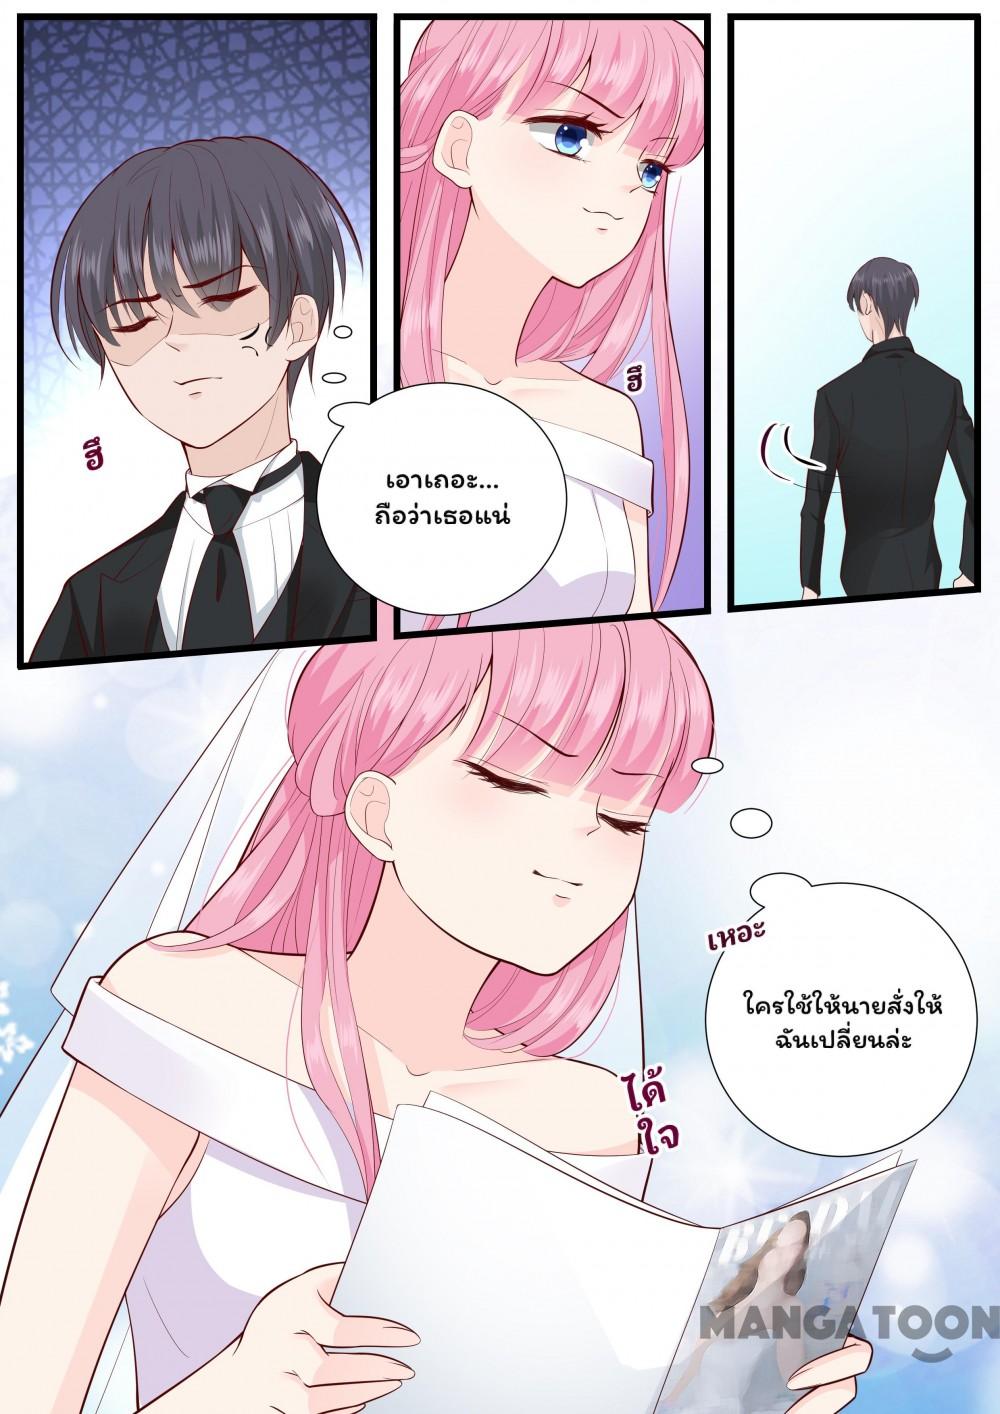 ฮึ
ฮึ
เอาเถอะ...
ถือว่าเธอแน่
เหอะ
ใครใช้ให้นายสั่งให้
ฉันเปลี่ยนล่ะ
ได้
ใจ
MANGATOON